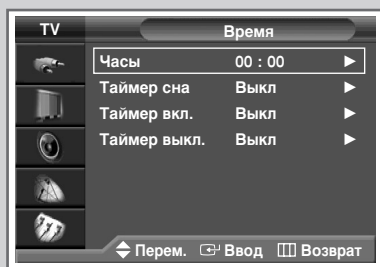 TV
Время
Часы 00 : 00 ►
Таймер сна Выкл ►
Таймер вкл. Выкл ►
Таймер выкл. Выкл ►
Перем. Ввод Возврат